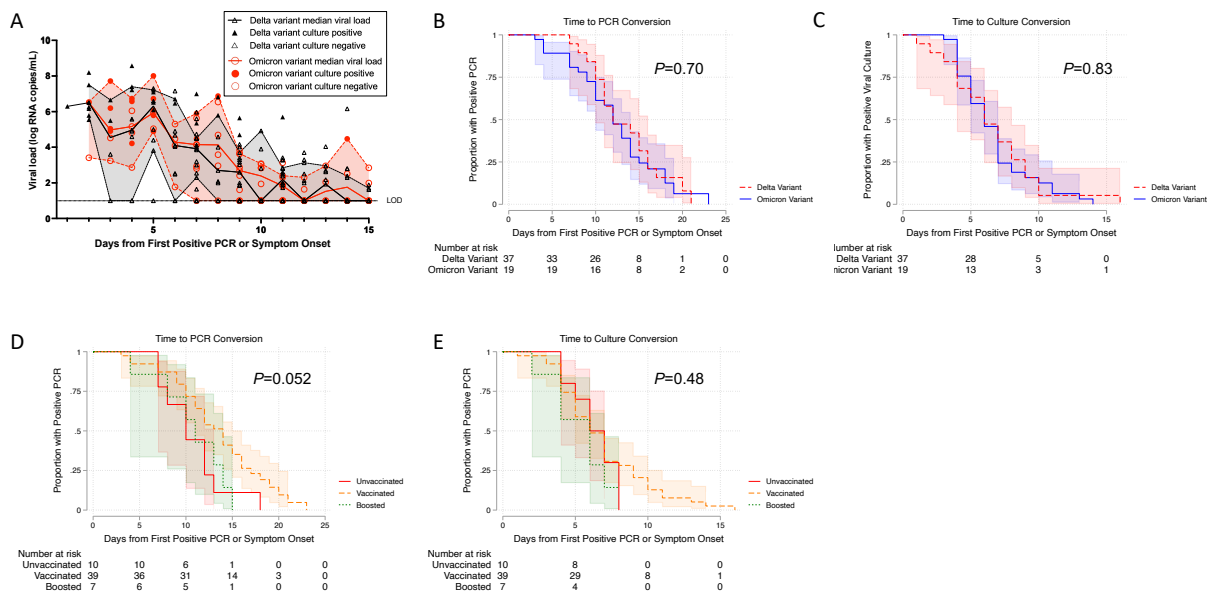 A
Delta variant median viral load
Delta variant culture positive
Delta variant culture negative
Omicron variant median viral load
Omicron variant culture positive
Omicron variant culture negative
Viral load (log RNA copies/mL)
10
8
6
4
2
0
LOD
5
10
15
Days from First Positive PCR or Symptom Onset
B
Time to PCR Conversion
P=0.70
Proportion with Positive PCR
1
.75
.5
.25
0
0 5 10 15 20 25
Days from First Positive PCR or Symptom Onset
Delta Variant
Omicron Variant
Number at risk
Delta Variant 37 33 26 8 1 0
Omicron Variant 19 19 16 8 2 0
C
Time to Culture Conversion
P=0.83
Proportion with Positive Viral Culture
1
.75
.5
.25
0
0 5 10 15
Days from First Positive PCR or Symptom Onset
Delta Variant
Omicron Variant
Number at risk
Delta Variant 37 28 5 0
micron Variant 19 13 3 1
D
Time to PCR Conversion
P=0.052
Proportion with Positive PCR
1
.75
.5
.25
0
0 5 10 15 20 25
Days from First Positive PCR or Symptom Onset
Unvaccinated
Vaccinated
Boosted
Number at risk
Unvaccinated 10 10 6 1 0 0
Vaccinated 39 36 31 14 3 0
Boosted 7 6 5 1 0 0
E
Time to Culture Conversion
P=0.48
Proportion with Positive PCR
1
.75
.5
.25
0
0 5 10 15
Days from First Positive PCR or Symptom Onset
Unvaccinated
Vaccinated
Boosted
Number at risk
Unvaccinated 10 8 0 0
Vaccinated 39 29 8 1
Boosted 7 4 0 0